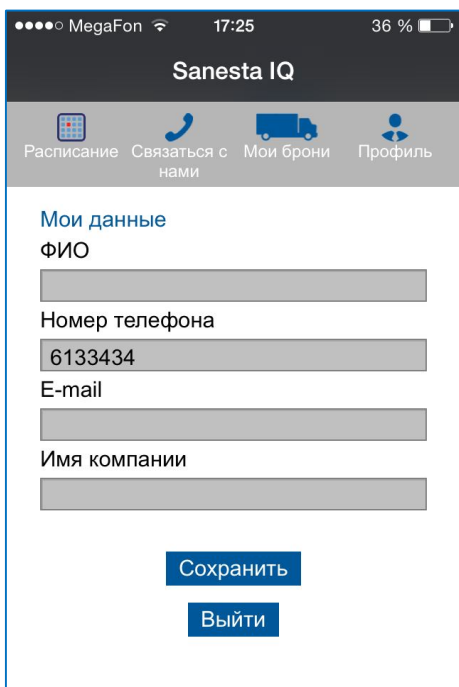 MegaFon 17:25 36 %
Sanesta IQ
Расписание Связаться с нами Мои брони Профиль
Мои данные
ФИО
Номер телефона
6133434
E-mail
Имя компании
Сохранить
Выйти